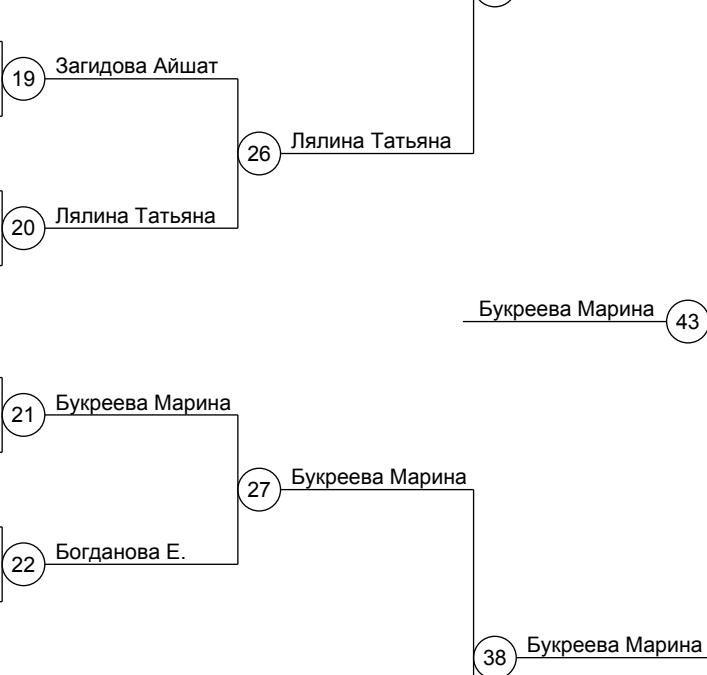 19 Загидова Айшат
26 Лялина Татьяна
20 Лялина Татьяна
Букреева Марина 43
21 Букреева Марина
27 Букреева Марина
22 Богданова Е.
38 Букреева Марина